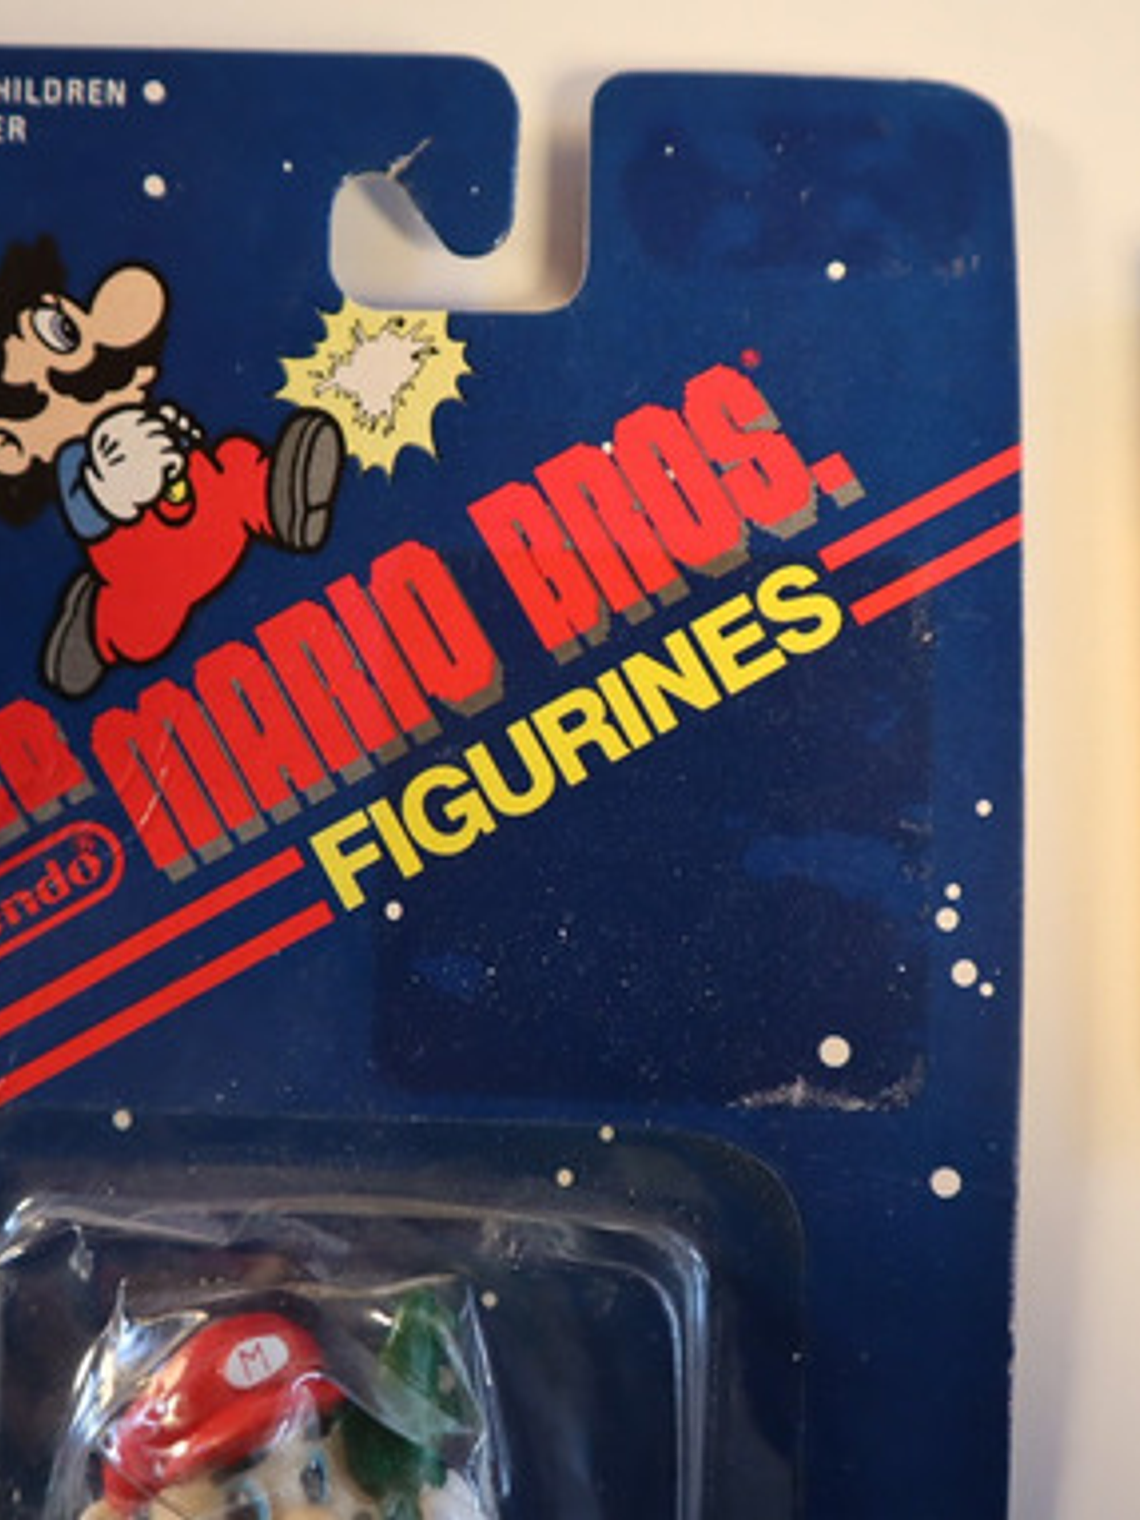 HILDREN
ER
R MARIO BROS.
ndo®
FIGURINES
M